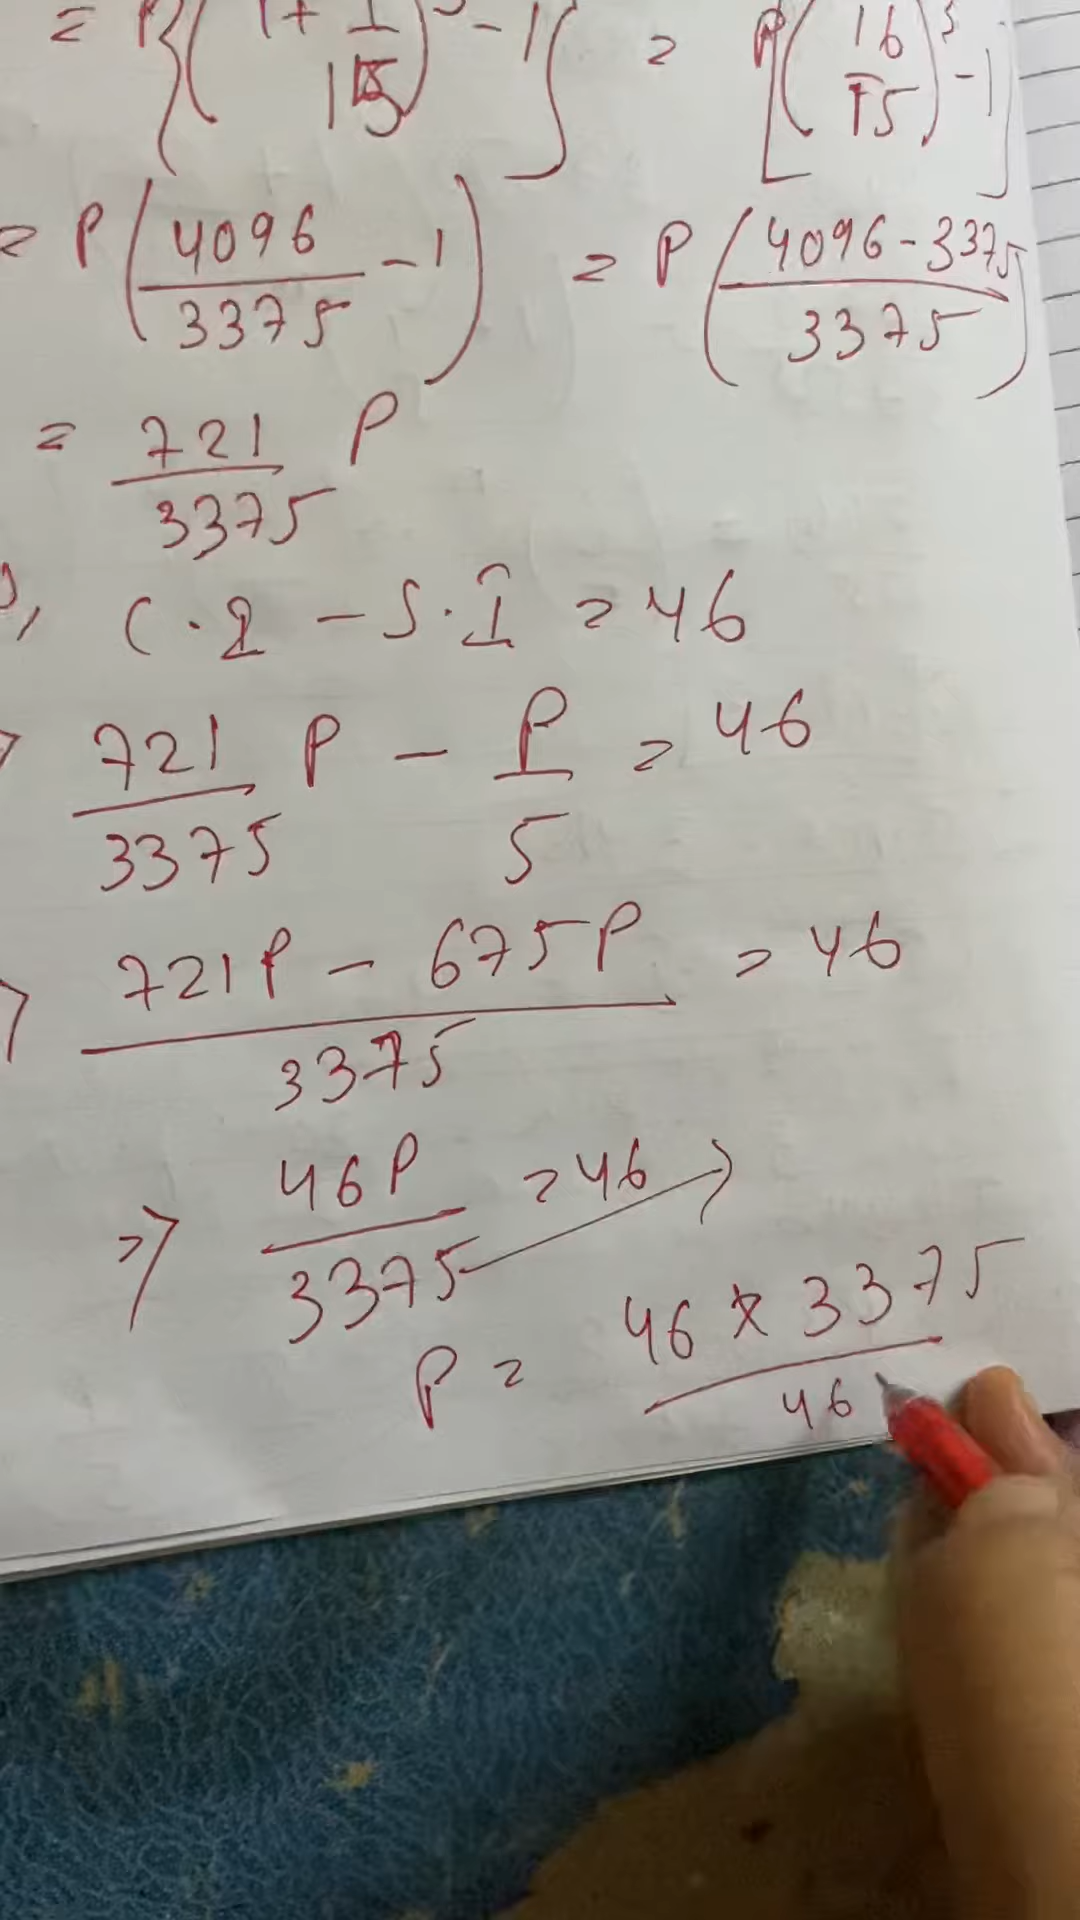 = P{(1 + 1/15)³ - 1} = P[(16/15)³ - 1]
= P(4096/3375 - 1) = P(4096 - 3375/3375)
= 721/3375 P
, C.I - S.I = 46
721/3375 P - P/5 = 46
721P - 675P/3375 = 46
⇒ 46P/3375 = 46
P = 46 × 3375/46